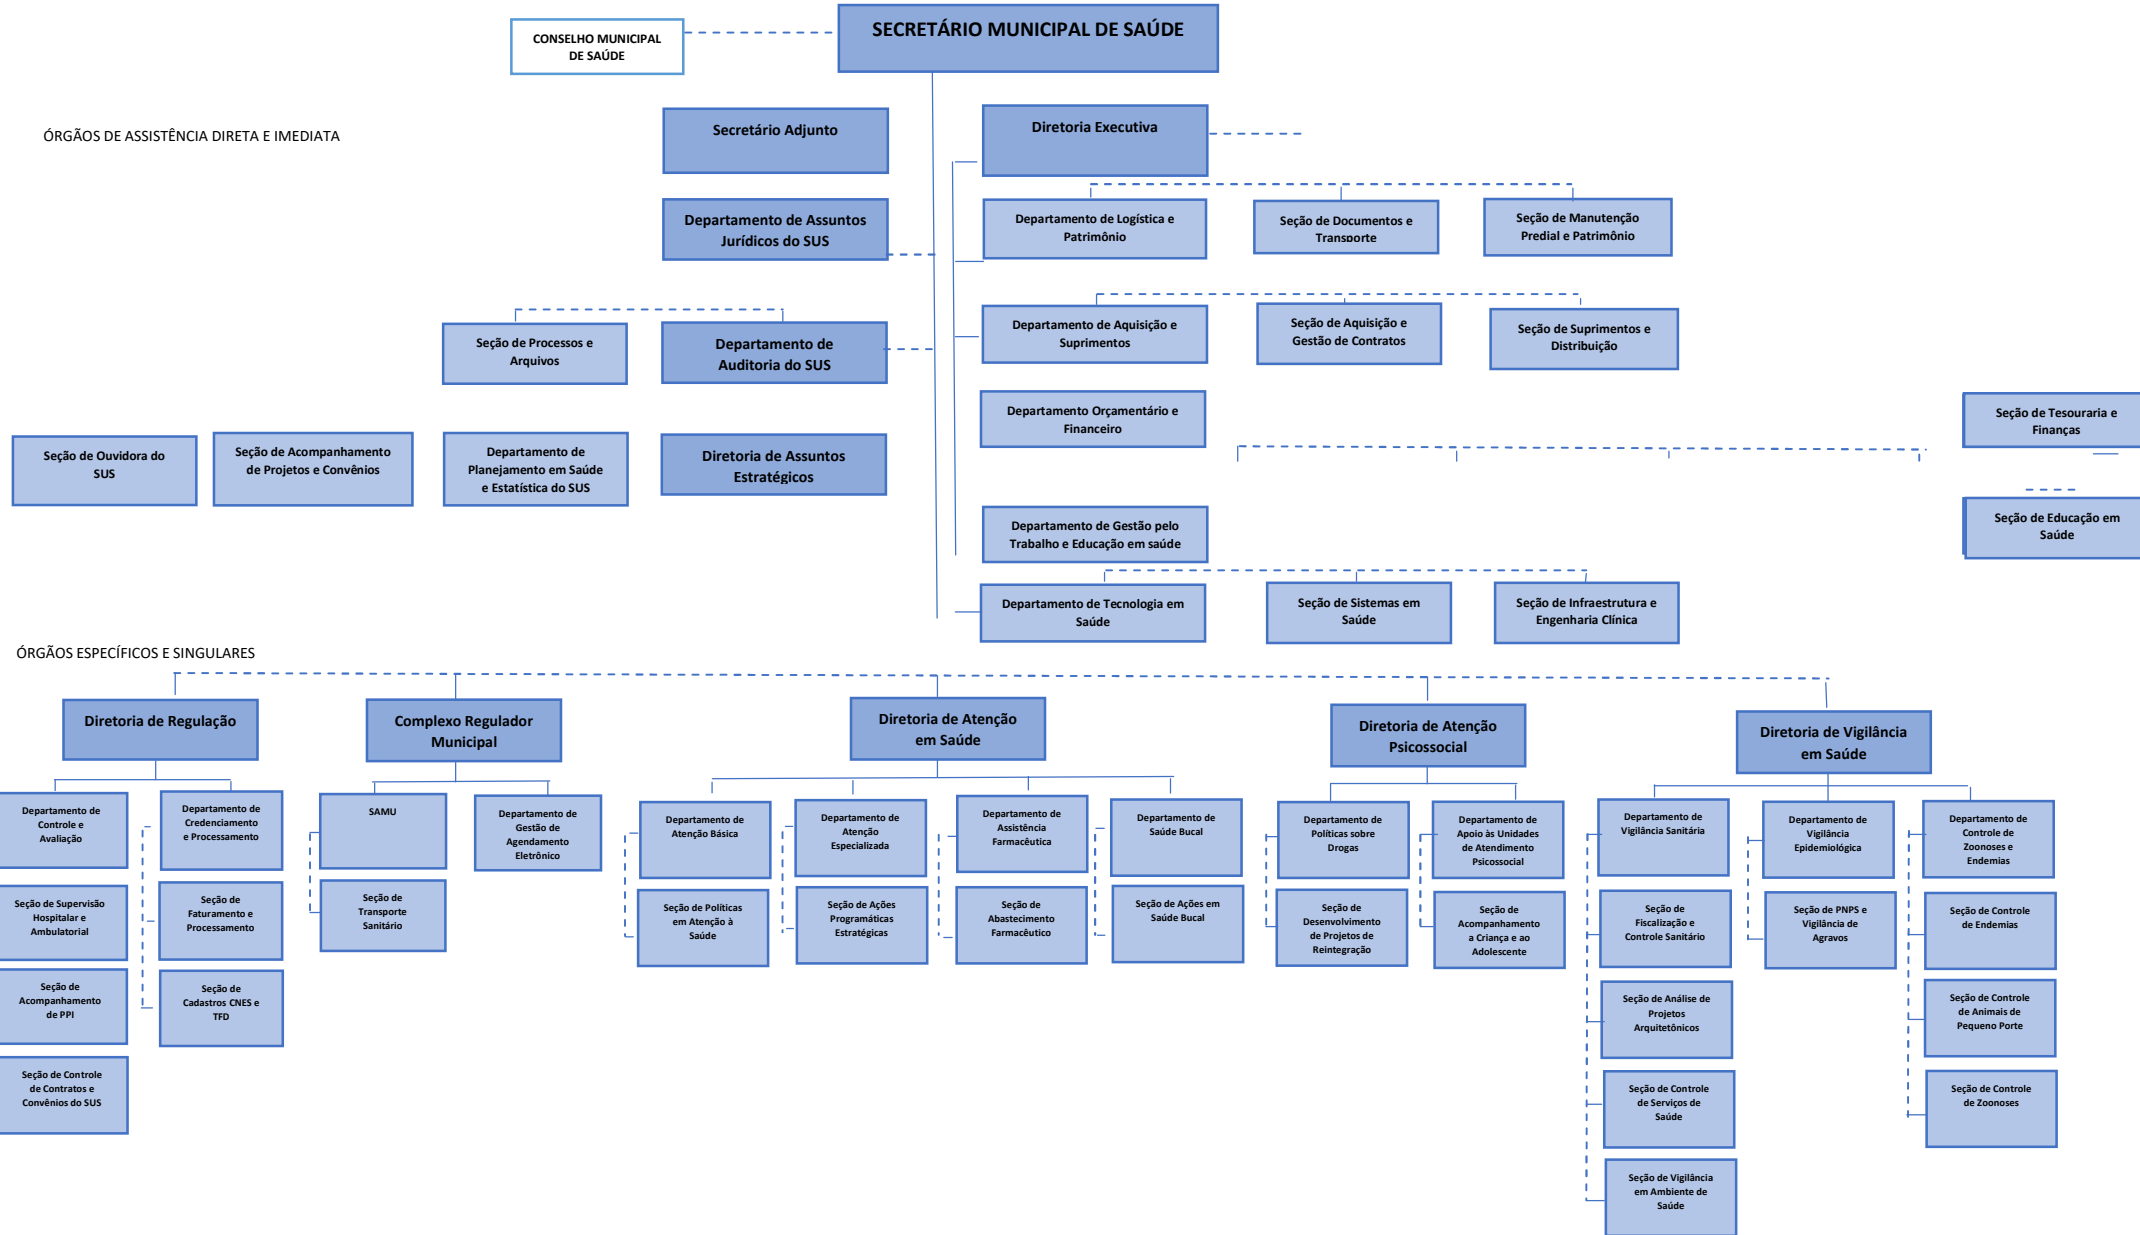 SECRETÁRIO MUNICIPAL DE SAÚDE
CONSELHO MUNICIPAL
DE SAÚDE
ÓRGÃOS DE ASSISTÊNCIA DIRETA E IMEDIATA
Secretário Adjunto
Diretoria Executiva
Departamento de Assuntos
Jurídicos do SUS
Departamento de Logística e
Patrimônio
Seção de Documentos e
Transporte
Seção de Manutenção
Predial e Patrimônio
Seção de Processos e
Arquivos
Departamento de
Auditoria do SUS
Departamento de Aquisição e
Suprimentos
Seção de Aquisição e
Gestão de Contratos
Seção de Suprimentos e
Distribuição
Departamento Orçamentário e
Financeiro
Seção de Tesouraria e
Finanças
Seção de Ouvidora do
SUS
Seção de Acompanhamento
de Projetos e Convênios
Departamento de
Planejamento em Saúde
e Estatística do SUS
Diretoria de Assuntos
Estratégicos
Departamento de Gestão pelo
Trabalho e Educação em saúde
Seção de Educação em
Saúde
Departamento de Tecnologia em
Saúde
Seção de Sistemas em
Saúde
Seção de Infraestrutura e
Engenharia Clínica
ÓRGÃOS ESPECÍFICOS E SINGULARES
Diretoria de Regulação
Complexo Regulador
Municipal
Diretoria de Atenção
em Saúde
Diretoria de Atenção
Psicossocial
Diretoria de Vigilância
em Saúde
Departamento de
Controle e
Avaliação
Departamento de
Credenciamento
e Processamento
SAMU
Departamento de
Gestão de
Agendamento
Eletrônico
Departamento de
Atenção Básica
Departamento de
Atenção
Especializada
Departamento de
Assistência
Farmacêutica
Departamento de
Saúde Bucal
Departamento de
Políticas sobre
Drogas
Departamento de
Apoio às Unidades
de Atendimento
Psicossocial
Departamento de
Vigilância Sanitária
Departamento de
Vigilância
Epidemiológica
Departamento de
Controle de
Zoonoses e
Endemias
Seção de Supervisão
Hospitalar e
Ambulatorial
Seção de
Faturamento e
Processamento
Seção de
Transporte
Sanitário
Seção de Políticas
em Atenção à
Saúde
Seção de Ações
Programáticas
Estratégicas
Seção de
Abastecimento
Farmacêutico
Seção de Ações em
Saúde Bucal
Seção de
Desenvolvimento
de Projetos de
Reintegração
Seção de
Acompanhamento
a Criança e ao
Adolescente
Seção de
Fiscalização e
Controle Sanitário
Seção de PNPS e
Vigilância de
Agravos
Seção de Controle
de Endemias
Seção de
Acompanhamento
de PPI
Seção de
Cadastros CNES e
TFD
Seção de Análise de
Projetos
Arquitetônicos
Seção de Controle
de Animais de
Pequeno Porte
Seção de Controle
de Contratos e
Convênios do SUS
Seção de Controle
de Serviços de
Saúde
Seção de Controle
de Zoonoses
Seção de Vigilância
em Ambiente de
Saúde